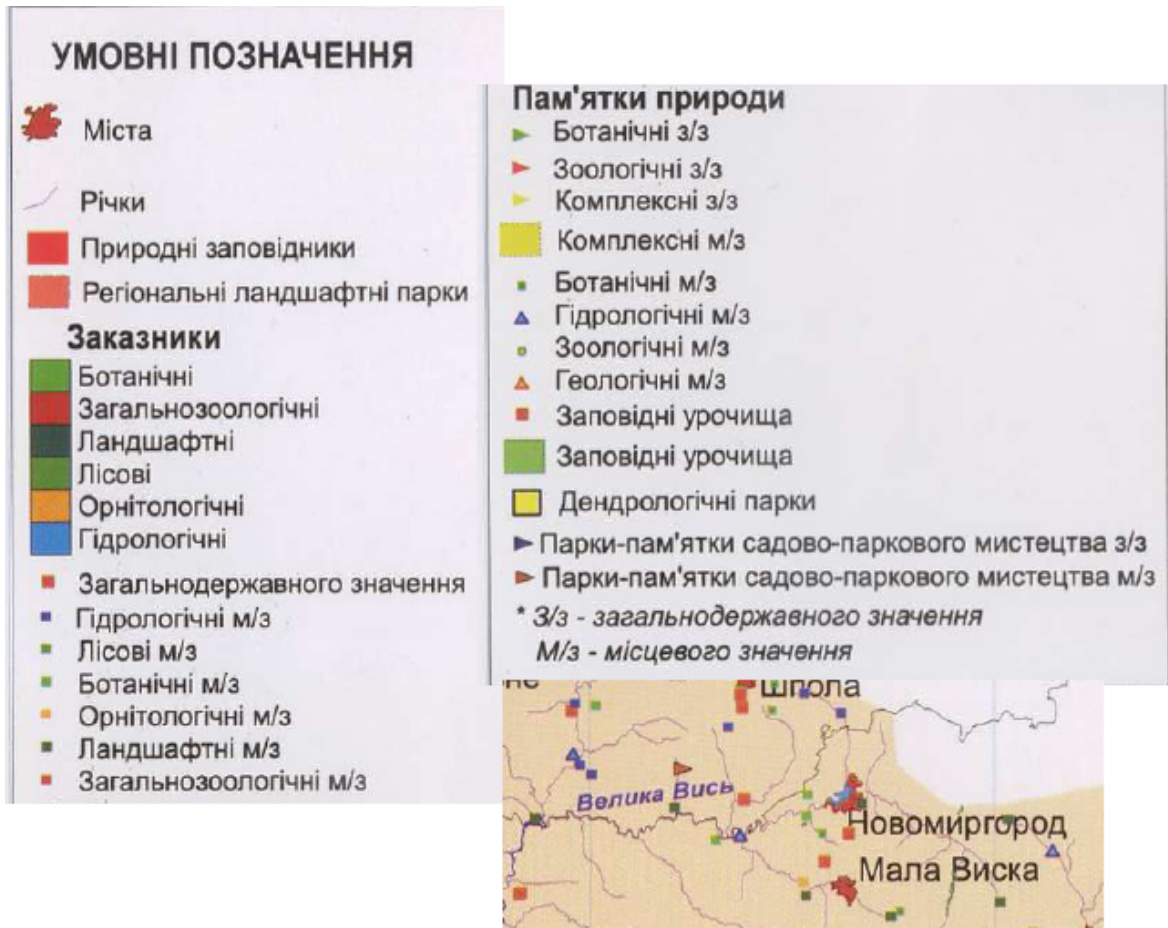 УМОВНІ ПОЗНАЧЕННЯ
Міста
Річки
Природні заповідники
Регіональні ландшафтні парки
Заказники
Ботанічні
Загальнозоологічні
Ландшафтні
Лісові
Орнітологічні
Гідрологічні
Загальнодержавного значення
Гідрологічні м/з
Лісові м/з
Ботанічні м/з
Орнітологічні м/з
Ландшафтні м/з
Загальнозоологічні м/з
Пам'ятки природи
Ботанічні з/з
Зоологічні з/з
Комплексні з/з
Комплексні м/з
Ботанічні м/з
Гідрологічні м/з
Зоологічні м/з
Геологічні м/з
Заповідні урочища
Заповідні урочища
Дендрологічні парки
Парки-пам'ятки садово-паркового мистецтва з/з
Парки-пам'ятки садово-паркового мистецтва м/з
* З/з - загальнодержавного значення
М/з - місцевого значення
Шпола
Велика Вись
Новомиргород
Мала Виска